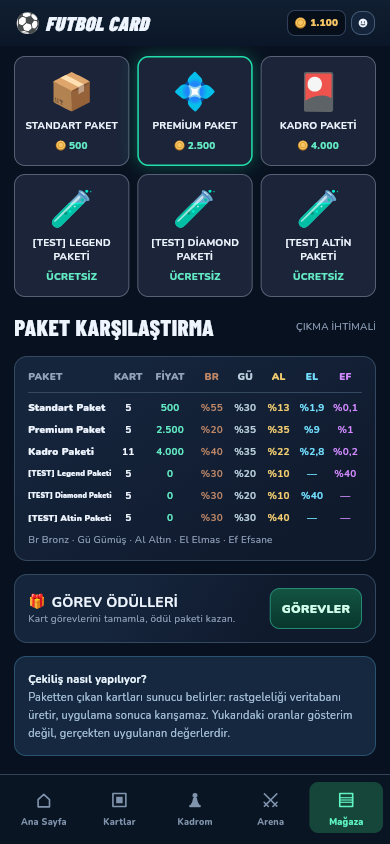 FUTBOL CARD
1.100
STANDART PAKET
500
PREMİUM PAKET
2.500
KADRO PAKETİ
4.000
[TEST] LEGEND PAKETİ
ÜCRETSİZ
[TEST] DİAMOND PAKETİ
ÜCRETSİZ
[TEST] ALTİN PAKETİ
ÜCRETSİZ
PAKET KARŞILAŞTIRMA
ÇIKMA İHTİMALİ
PAKET KART FİYAT BR GÜ AL EL EF
Standart Paket 5 500 %55 %30 %13 %1,9 %0,1
Premium Paket 5 2.500 %20 %35 %35 %9 %1
Kadro Paketi 11 4.000 %40 %35 %22 %2,8 %0,2
[TEST] Legend Paketi 5 0 %30 %20 %10 — %40
[TEST] Diamond Paketi 5 0 %30 %20 %10 %40 —
[TEST] Altin Paketi 5 0 %30 %30 %40 — —
Br Bronz · Gü Gümüş · Al Altın · El Elmas · Ef Efsane
GÖREV ÖDÜLLERİ
Kart görevlerini tamamla, ödül paketi kazan.
GÖREVLER
Çekiliş nasıl yapılıyor?
Paketten çıkan kartları sunucu belirler: rastgeleliği veritabanı
üretir, uygulama sonuca karışamaz. Yukarıdaki oranlar gösterim
değil, gerçekten uygulanan değerlerdir.
Ana Sayfa
Kartlar
Kadrom
Arena
Mağaza